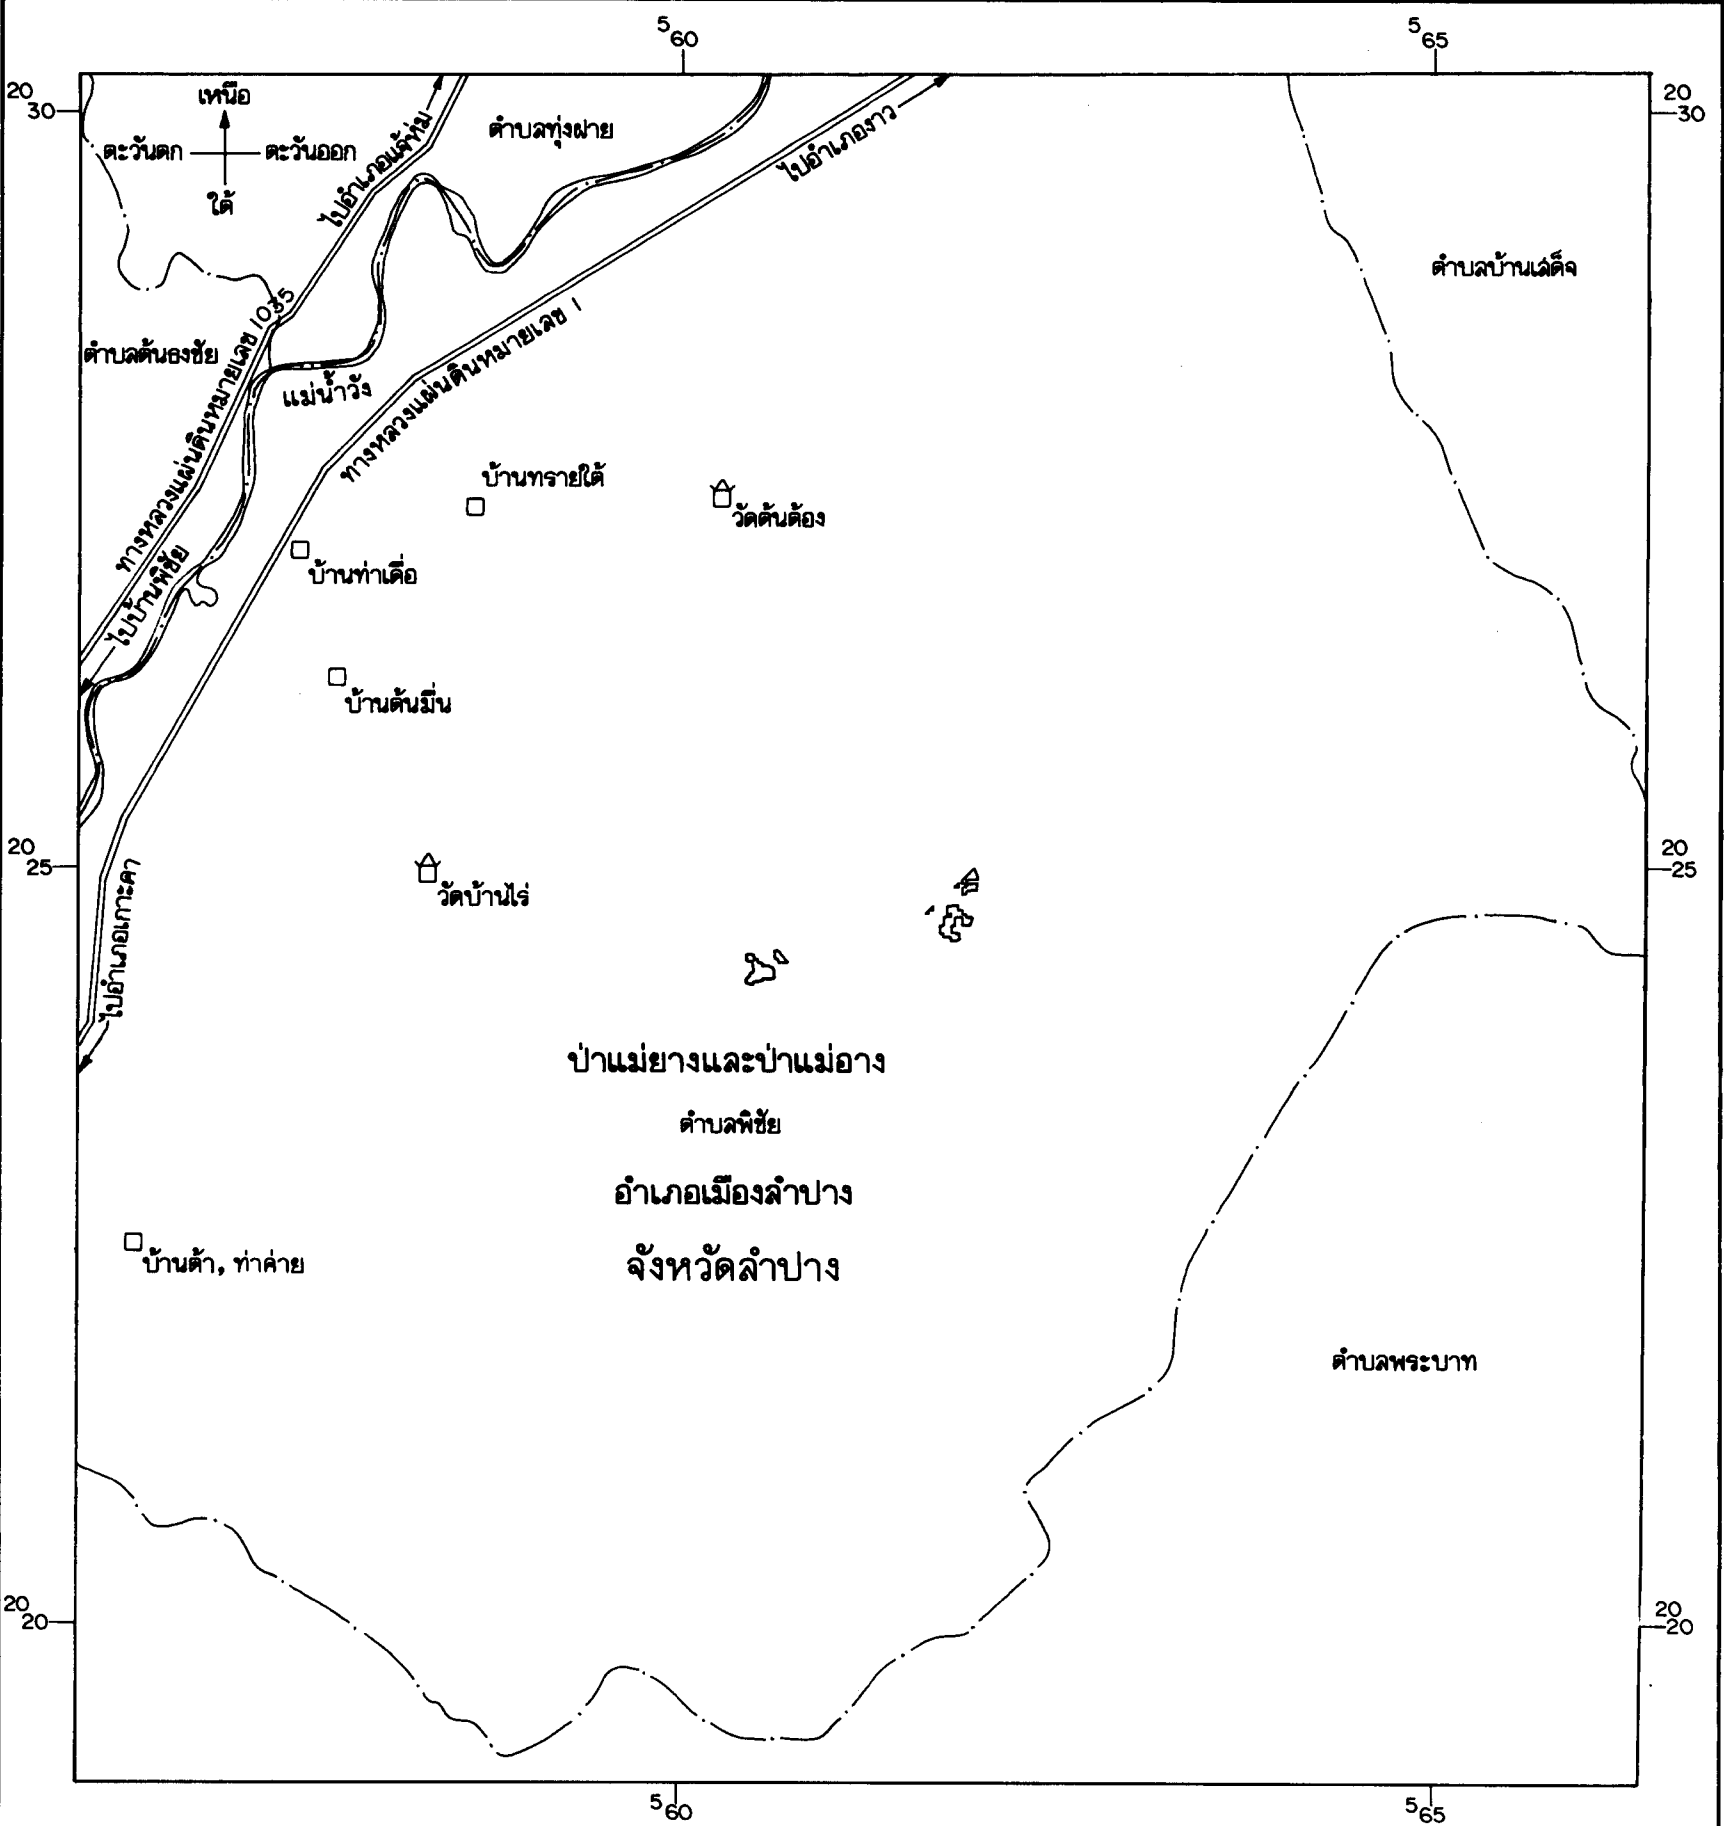 5 60
5 65
20 30
20 30
เหนือ
ตะวันตก
ตะวันออก
ใต้
ไปอำเภอแจ้ห่ม
ตำบลทุ่งฝาย
ไปอำเภองาว
ตำบลบ้านเสด็จ
ตำบลต้นธงชัย
ทางหลวงแผ่นดินหมายเลข 1035
แม่น้ำวัง
ทางหลวงแผ่นดินหมายเลข 1
บ้านทรายใต้
วัดต้นต้อง
บ้านท่าเดื่อ
ไปบ้านพิชัย
บ้านต้นมื่น
20 25
20 25
วัดบ้านไร่
ไปอำเภอเกาะคา
ป่าแม่ยางและป่าแม่อาง
ตำบลพิชัย
อำเภอเมืองลำปาง
จังหวัดลำปาง
บ้านต้า, ท่าค่าย
ตำบลพระบาท
20 20
20 20
5 60
5 65